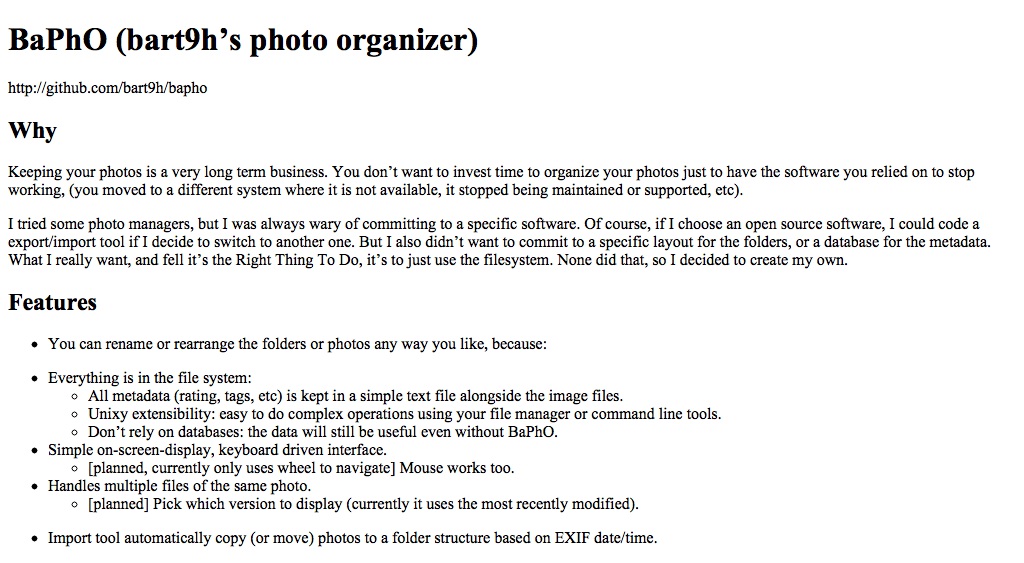 BaPhO (bart9h’s photo organizer)
http://github.com/bart9h/bapho
Why
Keeping your photos is a very long term business. You don’t want to invest time to organize your photos just to have the software you relied on to stop
working, (you moved to a different system where it is not available, it stopped being maintained or supported, etc).
I tried some photo managers, but I was always wary of committing to a specific software. Of course, if I choose an open source software, I could code a
export/import tool if I decide to switch to another one. But I also didn’t want to commit to a specific layout for the folders, or a database for the metadata.
What I really want, and fell it’s the Right Thing To Do, it’s to just use the filesystem. None did that, so I decided to create my own.
Features
• You can rename or rearrange the folders or photos any way you like, because:
• Everything is in the file system:
◦ All metadata (rating, tags, etc) is kept in a simple text file alongside the image files.
◦ Unixy extensibility: easy to do complex operations using your file manager or command line tools.
◦ Don’t rely on databases: the data will still be useful even without BaPhO.
• Simple on-screen-display, keyboard driven interface.
◦ [planned, currently only uses wheel to navigate] Mouse works too.
• Handles multiple files of the same photo.
◦ [planned] Pick which version to display (currently it uses the most recently modified).
• Import tool automatically copy (or move) photos to a folder structure based on EXIF date/time.